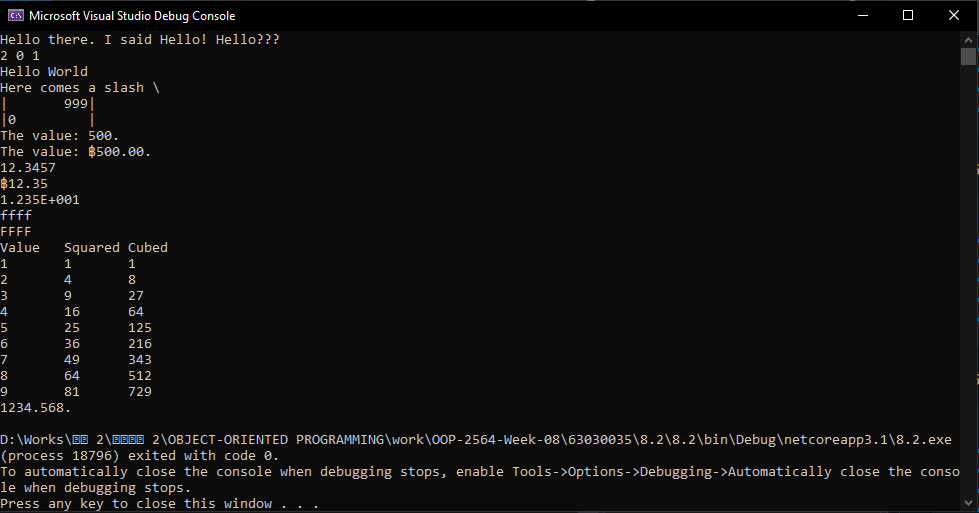 Microsoft Visual Studio Debug Console
Hello there. I said Hello! Hello???
2 0 1
Hello World
Here comes a slash \
|       999|
|0         |
The value: 500.
The value: ฿500.00.
12.3457
฿12.35
1.235E+001
ffff
FFFF
Value   Squared Cubed
1       1       1
2       4       8
3       9       27
4       16      64
5       25      125
6       36      216
7       49      343
8       64      512
9       81      729
1234.568.
D:\Works\ 2\ 2\OBJECT-ORIENTED PROGRAMMING\work\OOP-2564-Week-08\63030035\8.2\8.2\bin\Debug\netcoreapp3.1\8.2.exe
(process 18796) exited with code 0.
To automatically close the console when debugging stops, enable Tools->Options->Debugging->Automatically close the conso
le when debugging stops.
Press any key to close this window . . .